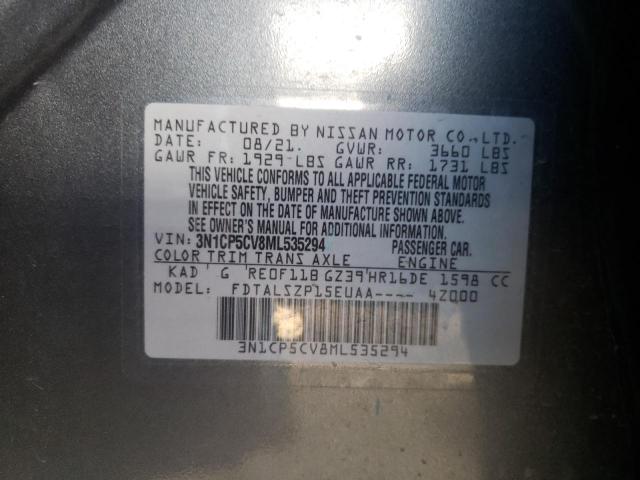 MANUFACTURED BY NISSAN MOTOR CO.,LTD.
DATE: 08/21. GVWR: 3660 LBS
GAWR FR: 1929 LBS GAWR RR: 1731 LBS
THIS VEHICLE CONFORMS TO ALL APPLICABLE FEDERAL MOTOR
VEHICLE SAFETY, BUMPER AND THEFT PREVENTION STANDARDS
IN EFFECT ON THE DATE OF MANUFACTURE SHOWN ABOVE.
SEE OWNER'S MANUAL FOR ADDITIONAL INFORMATION
VIN: 3N1CP5CV8ML535294 PASSENGER CAR.
COLOR TRIM TRANS AXLE ENGINE
KAD G RE0F11B GZ39 HR16DE 1598 CC
MODEL: FDTALSZP15EUAA---- 4Z000
3N1CP5CV8ML535294